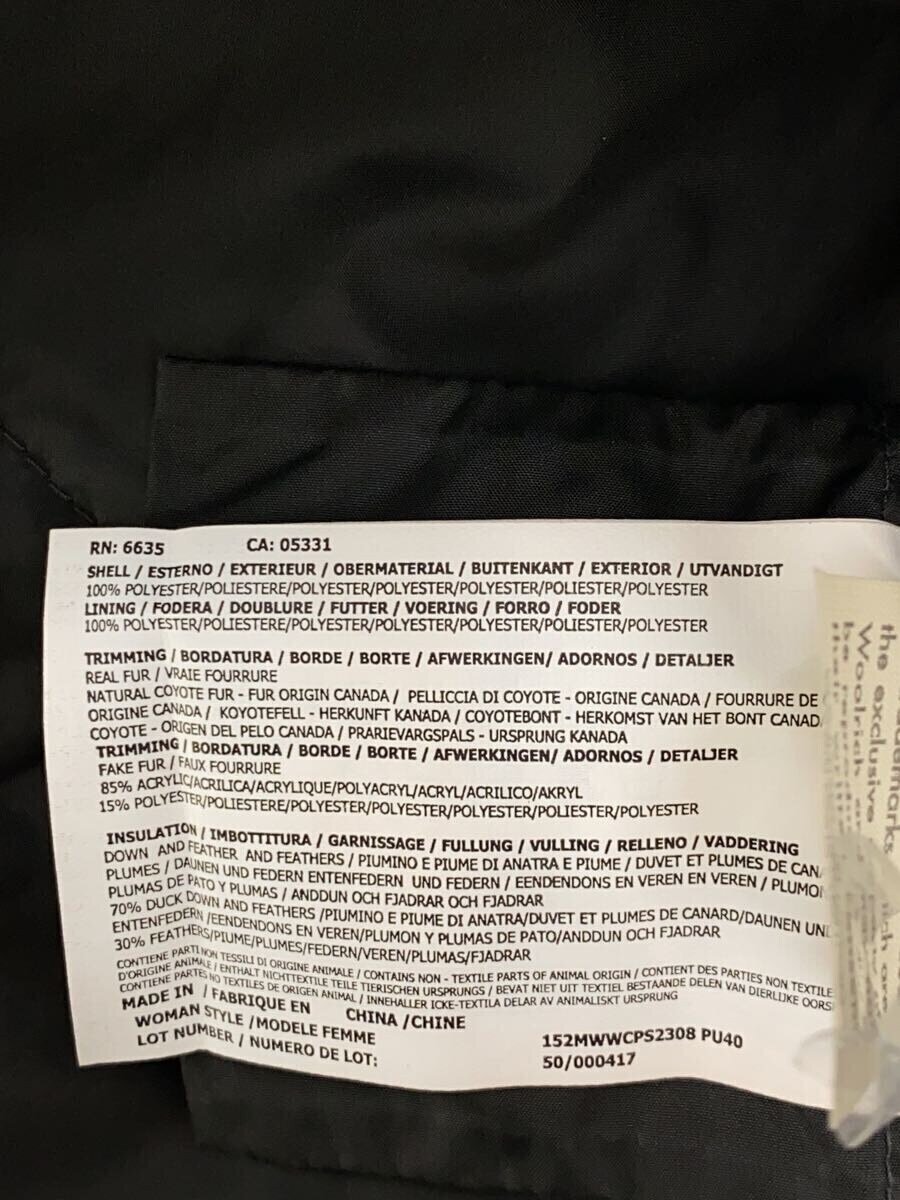 RN: 6635 CA: 05331
SHELL / ESTERNO / EXTERIEUR / OBERMATERIAL / BUITENKANT / EXTERIOR / UTVANDIGT
100% POLYESTER/POLIESTERE/POLYESTER/POLYESTER/POLYESTER/POLIESTER/POLYESTER
LINING / FODERA / DOUBLURE / FUTTER / VOERING / FORRO / FODER
100% POLYESTER/POLIESTERE/POLYESTER/POLYESTER/POLYESTER/POLIESTER/POLYESTER
TRIMMING / BORDATURA / BORDE / BORTE / AFWERKINGEN/ ADORNOS / DETALJER
REAL FUR / VRAIE FOURRURE
NATURAL COYOTE FUR - FUR ORIGIN CANADA / PELLICCIA DI COYOTE - ORIGINE CANADA / FOURRURE DE
ORIGINE CANADA / KOYOTEFELL - HERKUNFT KANADA / COYOTEBONT - HERKOMST VAN HET BONT CANAD
COYOTE - ORIGEN DEL PELO CANADA / PRARIEVARGSPALS - URSPRUNG KANADA
TRIMMING / BORDATURA / BORDE / BORTE / AFWERKINGEN/ ADORNOS / DETALJER
FAKE FUR / FAUX FOURRURE
85% ACRYLIC/ACRILICA/ACRYLIQUE/POLYACRYL/ACRYL/ACRILICO/AKRYL
15% POLYESTER/POLIESTERE/POLYESTER/POLYESTER/POLYESTER/POLIESTER/POLYESTER
INSULATION / IMBOTTITURA / GARNISSAGE / FULLUNG / VULLING / RELLENO / VADDERING
DOWN AND FEATHER AND FEATHERS / PIUMINO E PIUME DI ANATRA E PIUME / DUVET ET PLUMES DE CAN
PLUMES / DAUNEN UND FEDERN ENTENFEDERN UND FEDERN / EENDENDONS EN VEREN EN VEREN / PLUMO
PLUMAS DE PATO Y PLUMAS / ANDDUN OCH FJADRAR OCH FJADRAR
70% DUCK DOWN AND FEATHERS /PIUMINO E PIUME DI ANATRA/DUVET ET PLUMES DE CANARD/DAUNEN UN
ENTENFEDERN/EENDENDONS EN VEREN/PLUMON Y PLUMAS DE PATO/ANDDUN OCH FJADRAR
30% FEATHERS/PIUME/PLUMES/FEDERN/VEREN/PLUMAS/FJADRAR
CONTIENE PARTI NON TESSILI DI ORIGINE ANIMALE / CONTAINS NON - TEXTILE PARTS OF ANIMAL ORIGIN / CONTIENT DES PARTIES NON TEXTILE
D'ORIGINE ANIMALE / ENTHALT NICHTTEXTILE TEILE TIERISCHEN URSPRUNGS / BEVAT NIET UIT TEXTIEL BESTAANDE DELEN VAN DIERLIJKE OORS
CONTIENE PARTES NO TEXTILES DE ORIGEN ANIMAL / INNEHALLER ICKE-TEXTILA DELAR AV ANIMALISKT URSPRUNG
MADE IN / FABRIQUE EN CHINA /CHINE
WOMAN STYLE /MODELE FEMME 152MWWCPS2308 PU40
LOT NUMBER / NUMERO DE LOT: 50/000417
the exclusive
Woolrich